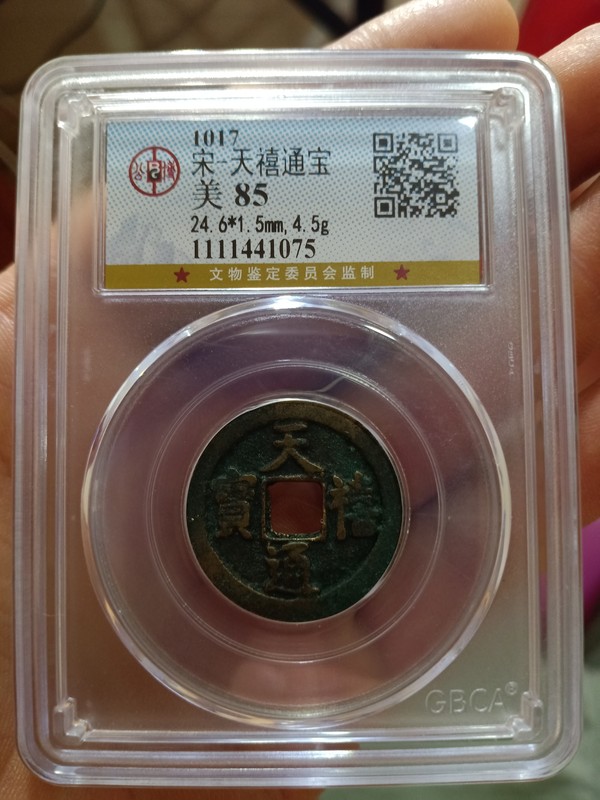 1017
宋-天禧通宝
美 85
24.6*1.5mm, 4.5g
1111441075
★ 文物鉴定委员会监制 ★
天
寳 禧
通
GBCA®